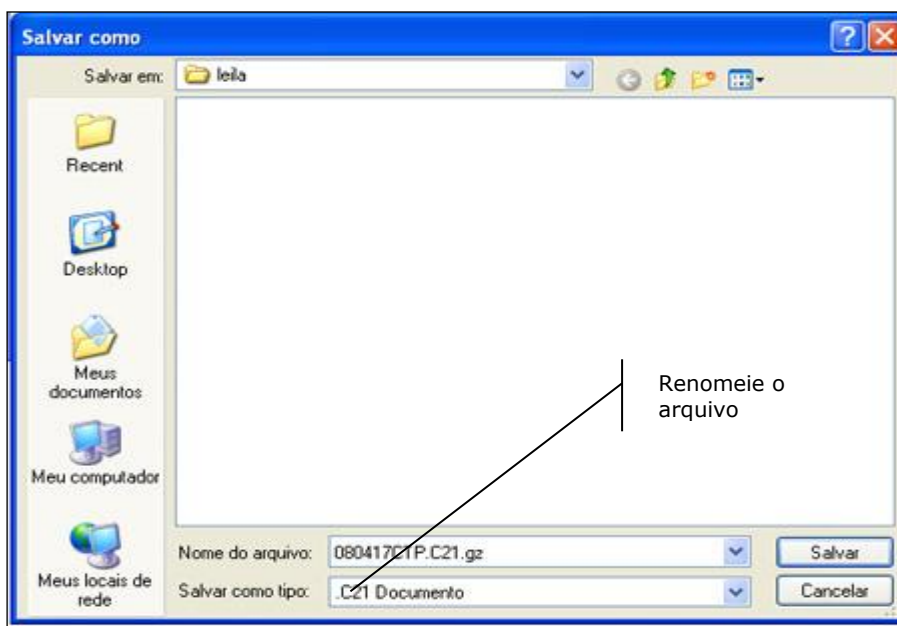 Salvar como
Salvar em:
leila
Recent
Desktop
Meus
documentos
Meu computador
Meus locais de
rede
Renomeie o
arquivo
Nome do arquivo:
080417CTP.C21.gz
Salvar
Salvar como tipo:
.C21 Documento
Cancelar